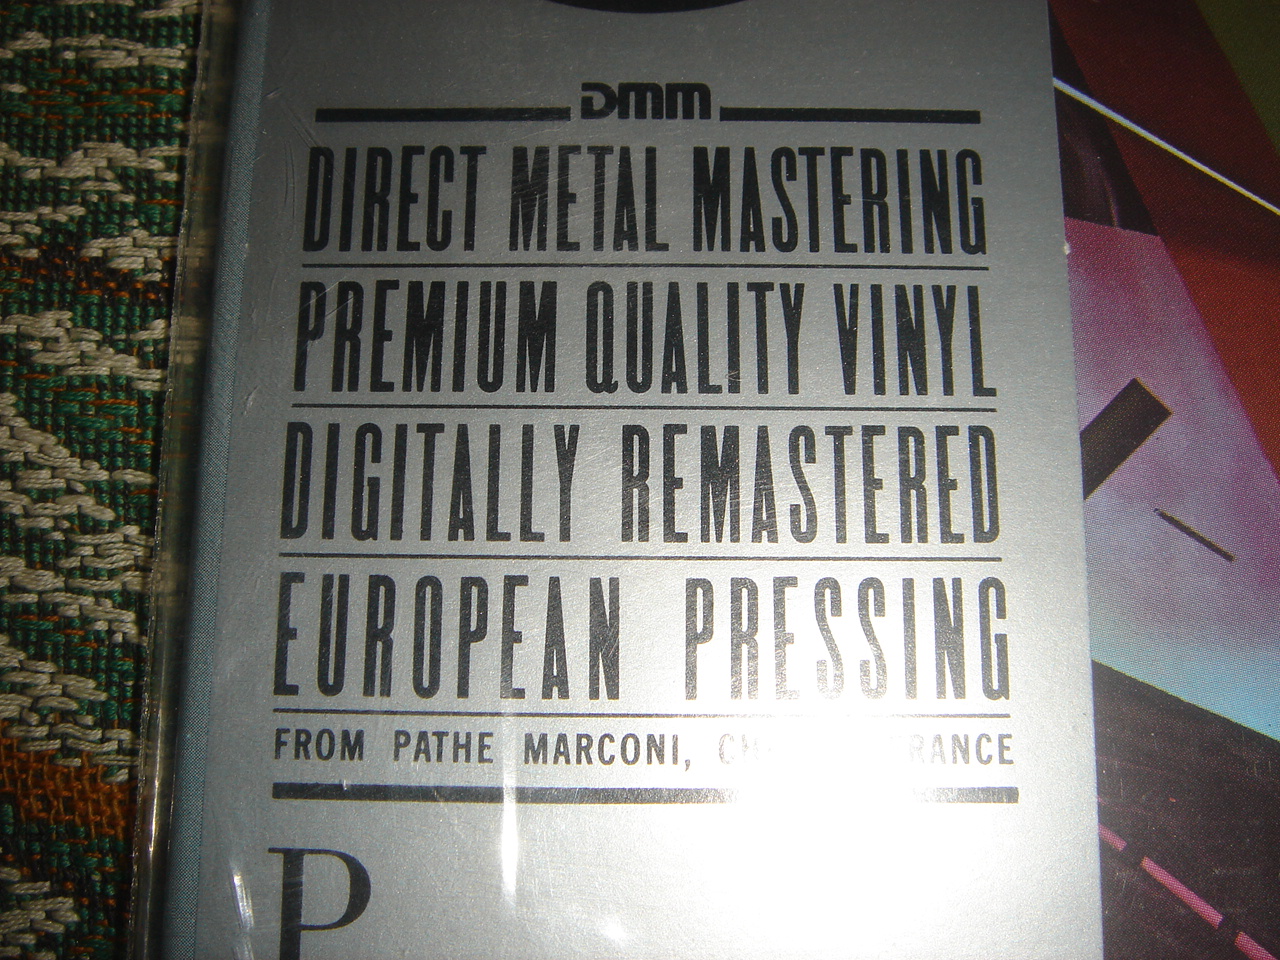 DMM
DIRECT METAL MASTERING
PREMIUM QUALITY VINYL
DIGITALLY REMASTERED
EUROPEAN PRESSING
FROM PATHE MARCONI,
P